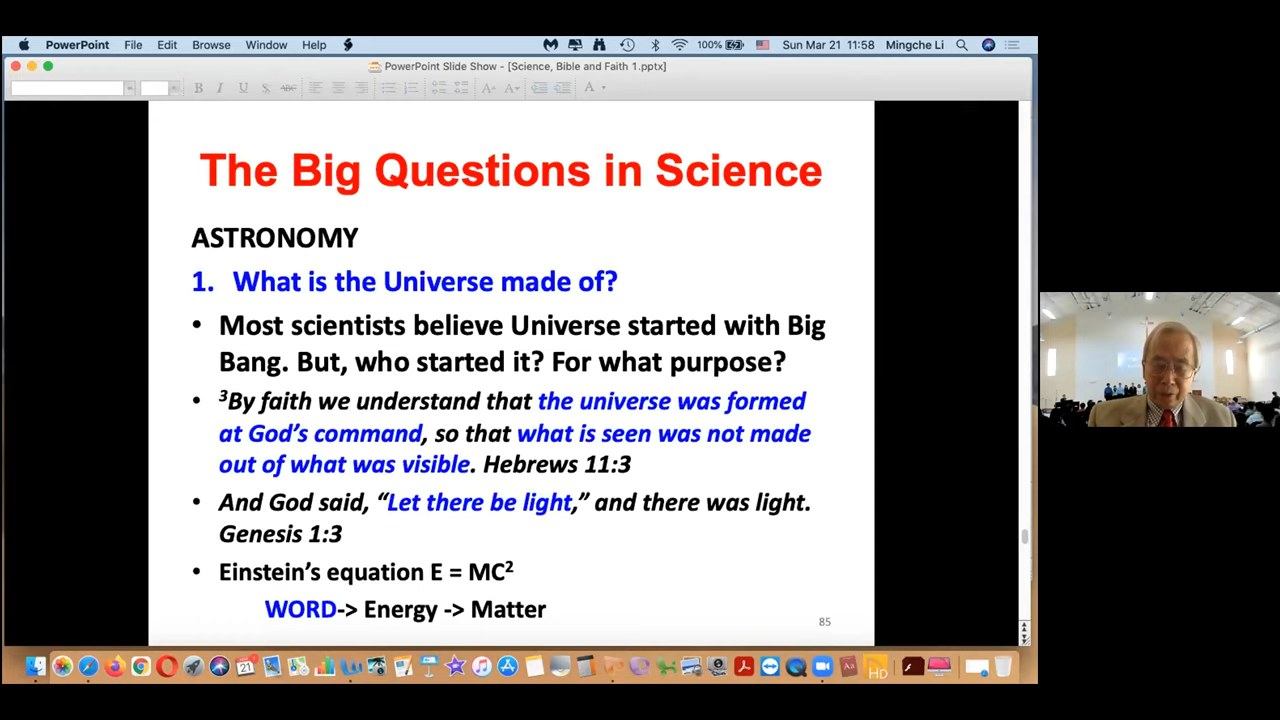 PowerPoint File Edit Browse Window Help 100% Sun Mar 21 11:58 Mingche Li
PowerPoint Slide Show - [Science, Bible and Faith 1.pptx]
B I U S ABC A A A
The Big Questions in Science
ASTRONOMY
1. What is the Universe made of?
• Most scientists believe Universe started with Big
Bang. But, who started it? For what purpose?
• ³By faith we understand that the universe was formed
at God’s command, so that what is seen was not made
out of what was visible. Hebrews 11:3
• And God said, “Let there be light,” and there was light.
Genesis 1:3
• Einstein’s equation E = MC²
WORD-> Energy -> Matter
85
21
HD